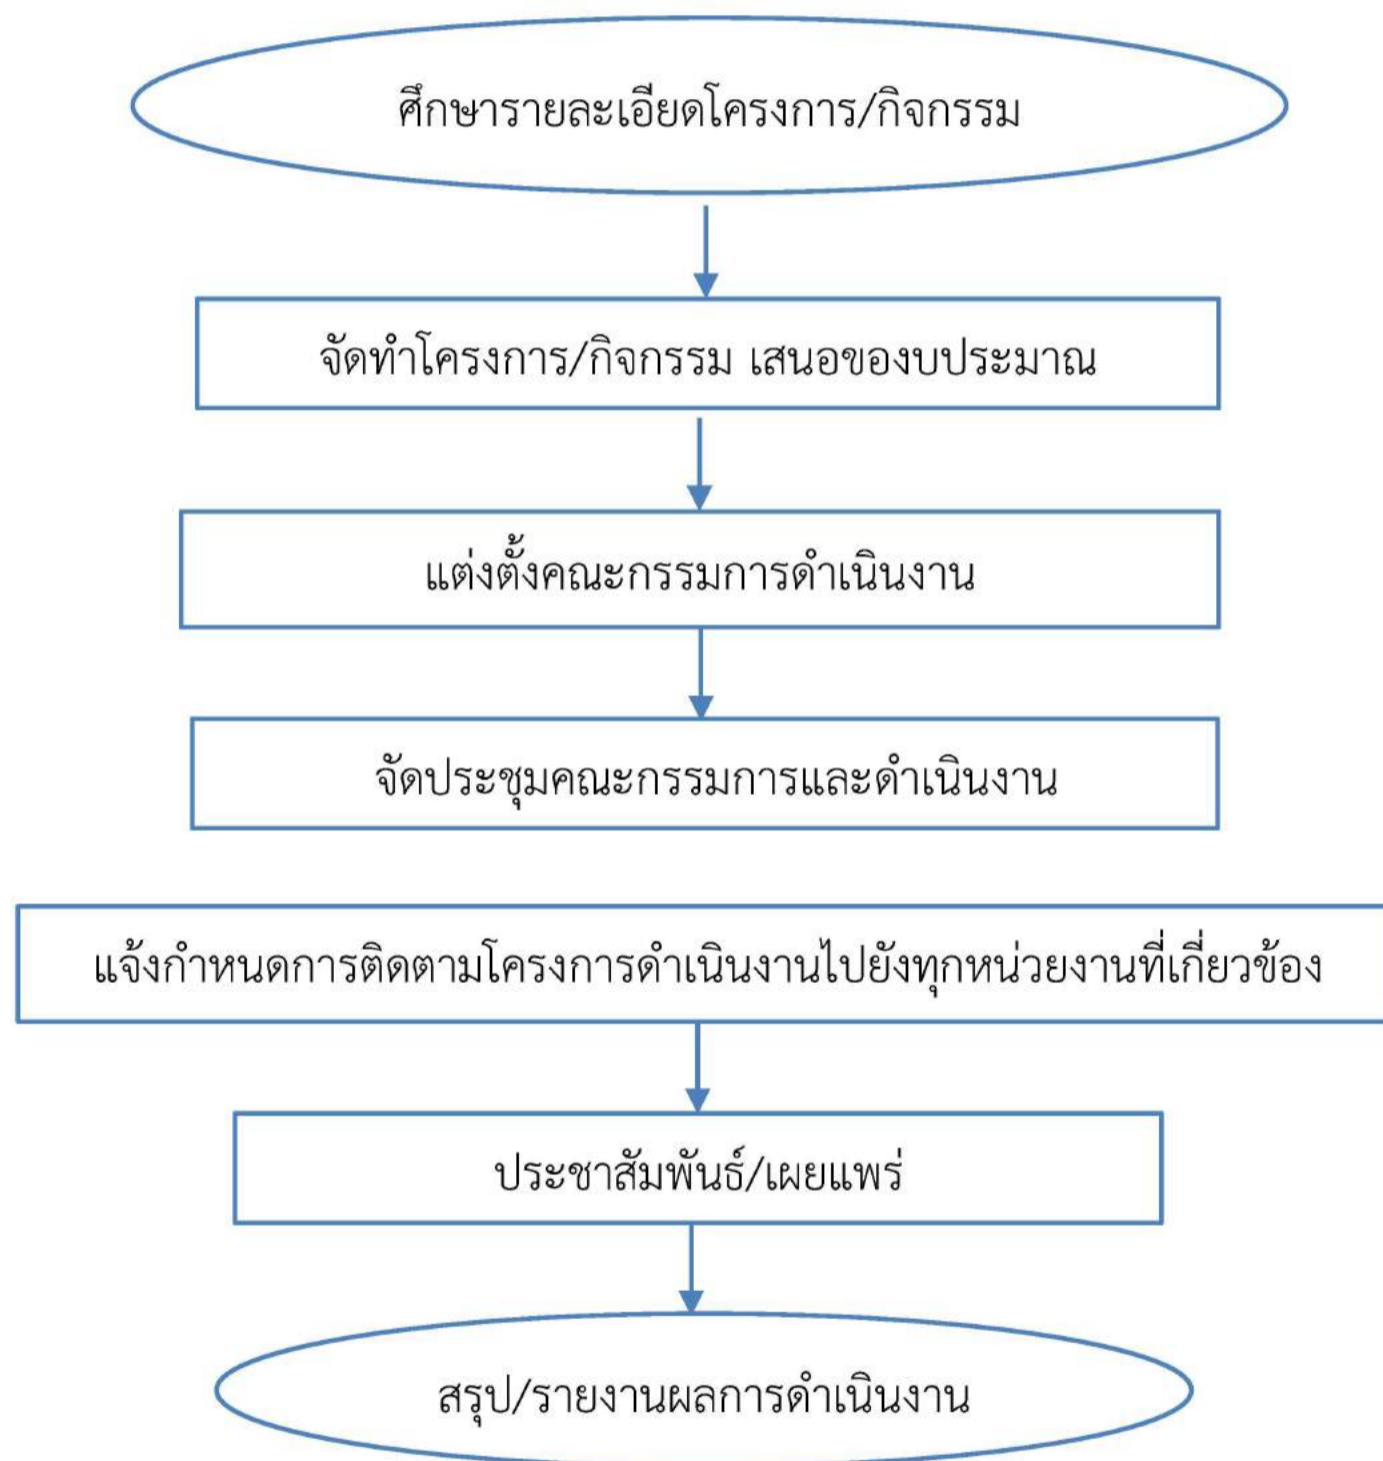 ศึกษารายละเอียดโครงการ/กิจกรรม
จัดทำโครงการ/กิจกรรม เสนอของบประมาณ
แต่งตั้งคณะกรรมการดำเนินงาน
จัดประชุมคณะกรรมการและดำเนินงาน
แจ้งกำหนดการติดตามโครงการดำเนินงานไปยังทุกหน่วยงานที่เกี่ยวข้อง
ประชาสัมพันธ์/เผยแพร่
สรุป/รายงานผลการดำเนินงาน